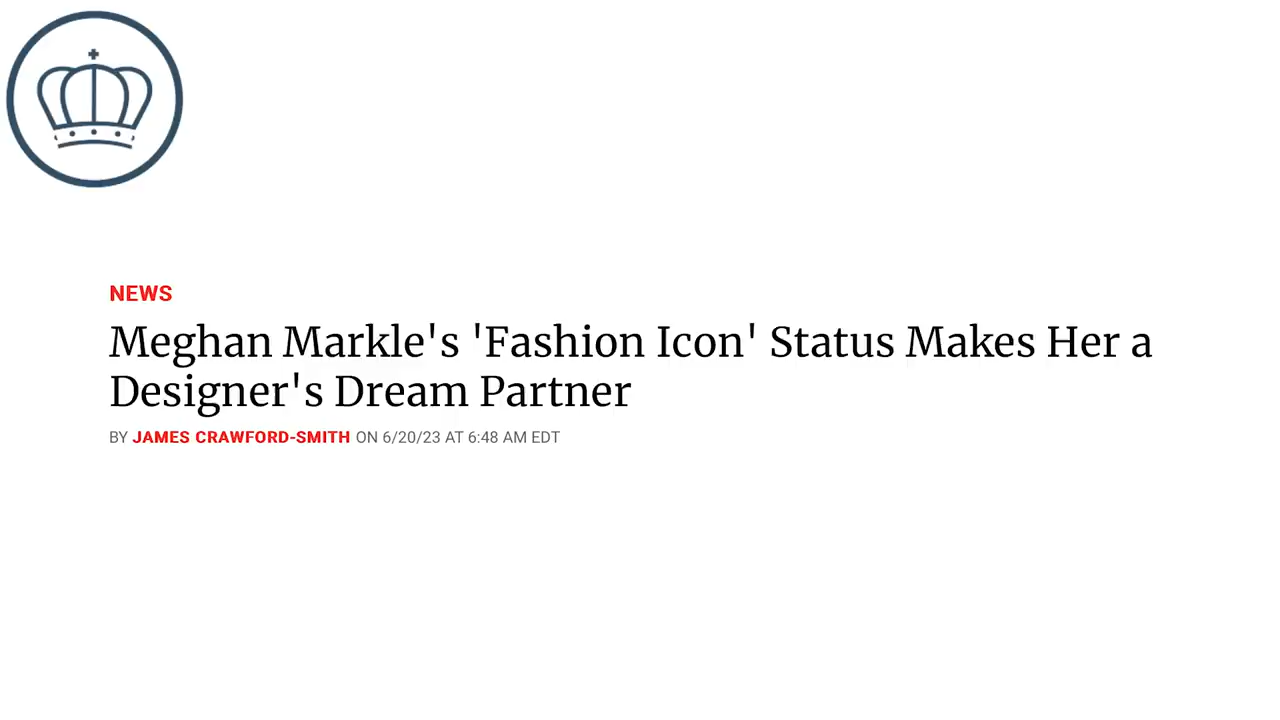 NEWS
Meghan Markle's 'Fashion Icon' Status Makes Her a
Designer's Dream Partner
BY JAMES CRAWFORD-SMITH ON 6/20/23 AT 6:48 AM EDT